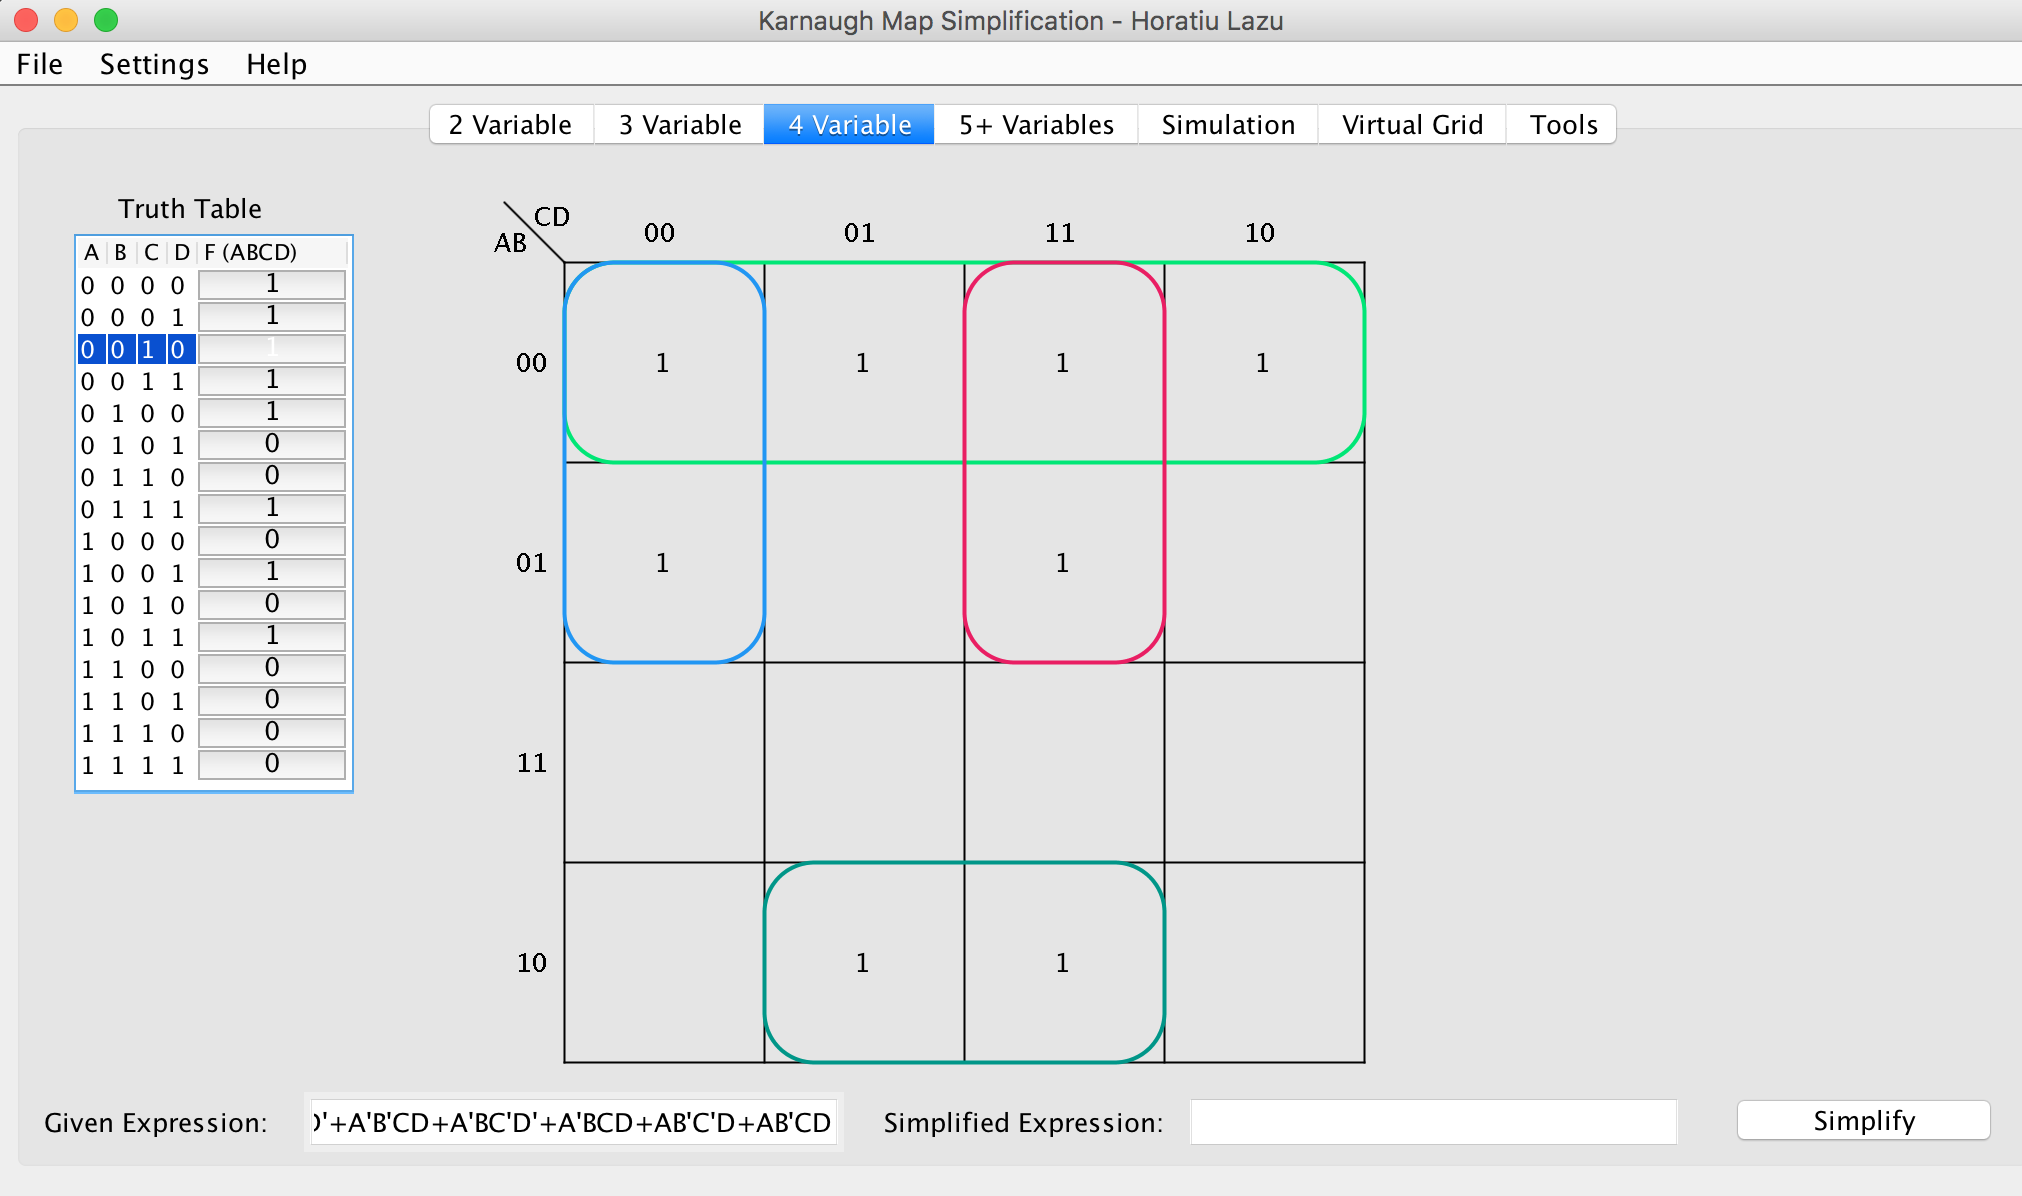 Karnaugh Map Simplification - Horatiu Lazu
File Settings Help
2 Variable 3 Variable 4 Variable 5+ Variables Simulation Virtual Grid Tools
Truth Table
A B C D F (ABCD)
0 0 0 0 1
0 0 0 1 1
0 0 1 0 1
0 0 1 1 1
0 1 0 0 1
0 1 0 1 0
0 1 1 0 0
0 1 1 1 1
1 0 0 0 0
1 0 0 1 1
1 0 1 0 0
1 0 1 1 1
1 1 0 0 0
1 1 0 1 0
1 1 1 0 0
1 1 1 1 0
CD
AB 00 01 11 10
00 1 1 1 1
01 1 1
11
10 1 1
Given Expression: D'+A'B'CD+A'BC'D'+A'BCD+AB'C'D+AB'CD Simplified Expression: Simplify